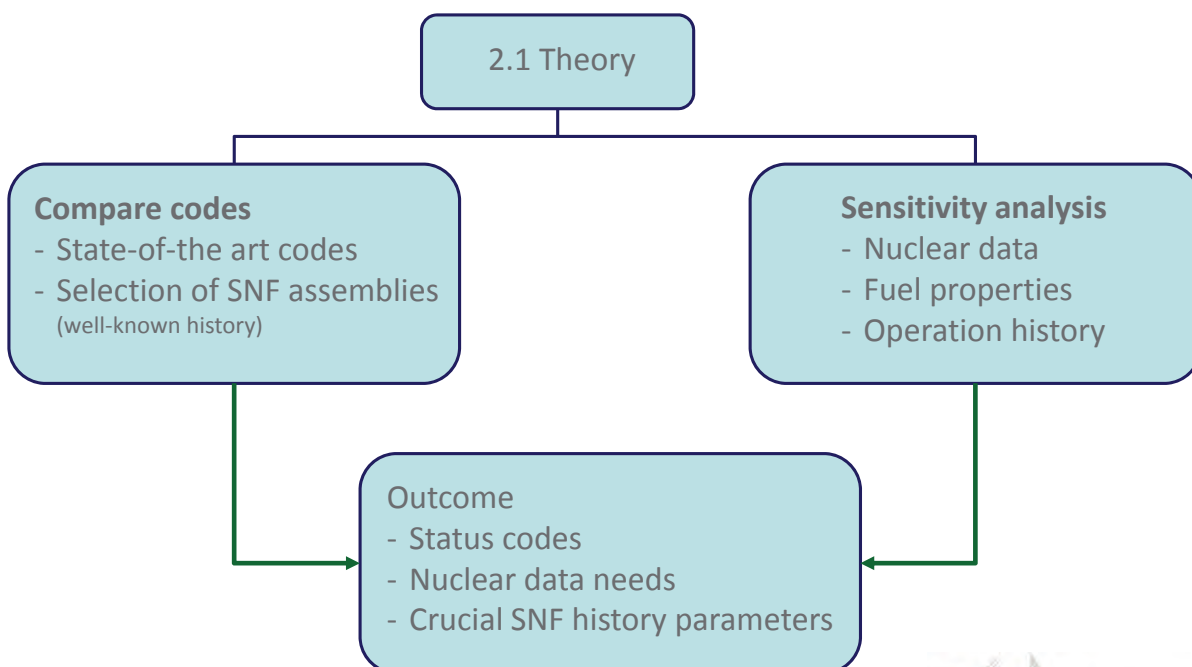 2.1 Theory
Compare codes
- State-of-the art codes
- Selection of SNF assemblies
(well-known history)
Sensitivity analysis
- Nuclear data
- Fuel properties
- Operation history
Outcome
- Status codes
- Nuclear data needs
- Crucial SNF history parameters